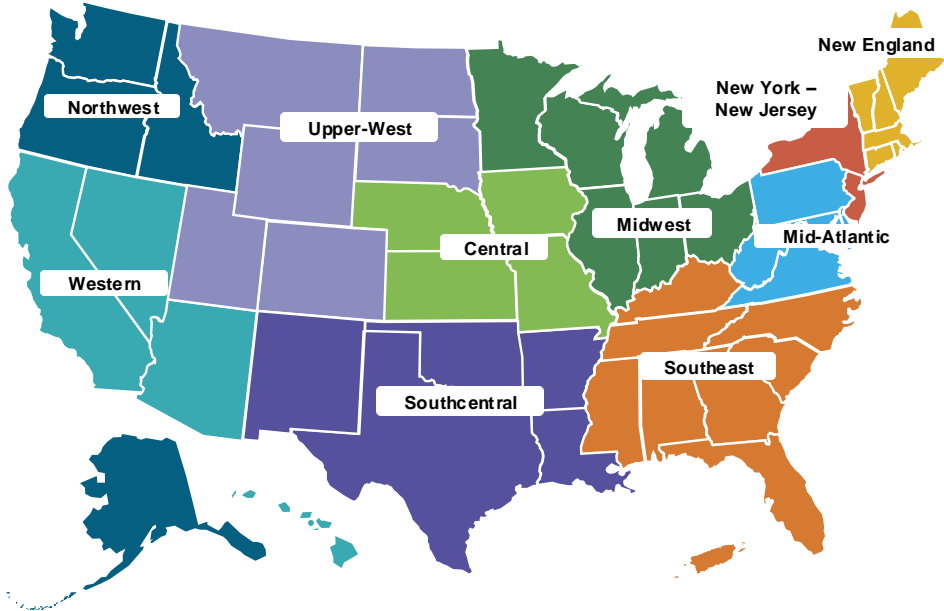 New England
New York –
New Jersey
Northwest
Upper-West
Midwest
Mid-Atlantic
Central
Western
Southeast
Southcentral